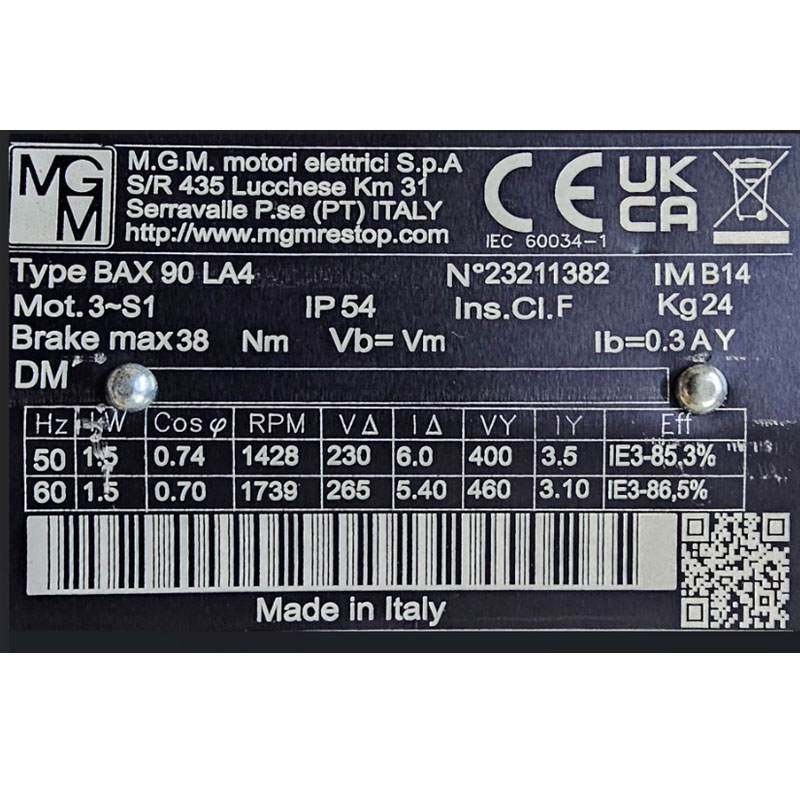 MGM
M.G.M. motori elettrici S.p.A
S/R 435 Lucchese Km 31
Serravalle P.se (PT) ITALY
http://www.mgmrestop.com
CE
IEC 60034-1
UK
CA
Type BAX 90 LA4 N°23211382 IM B14
Mot. 3~S1 IP 54 Ins.Cl.F Kg 24
Brake max 38 Nm Vb= Vm Ib=0.3 A Y
DM
Hz kW Cos φ RPM V Δ I Δ VY IY Eff
50 1.5 0.74 1428 230 6.0 400 3.5 IE3-85.3%
60 1.5 0.70 1739 265 5.40 460 3.10 IE3-86,5%
Made in Italy